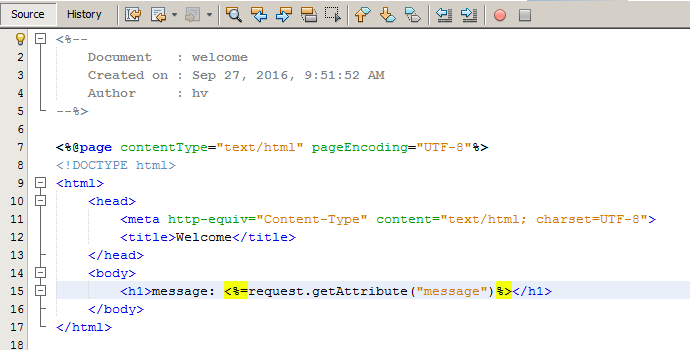 Source History
<%--
2 Document : welcome
3 Created on : Sep 27, 2016, 9:51:52 AM
4 Author : hv
5 --%>
6
7 <%@page contentType="text/html" pageEncoding="UTF-8"%>
8 <!DOCTYPE html>
9 <html>
10 <head>
11 <meta http-equiv="Content-Type" content="text/html; charset=UTF-8">
12 <title>Welcome</title>
13 </head>
14 <body>
15 <h1>message: <%=request.getAttribute("message")%></h1>
16 </body>
17 </html>
18